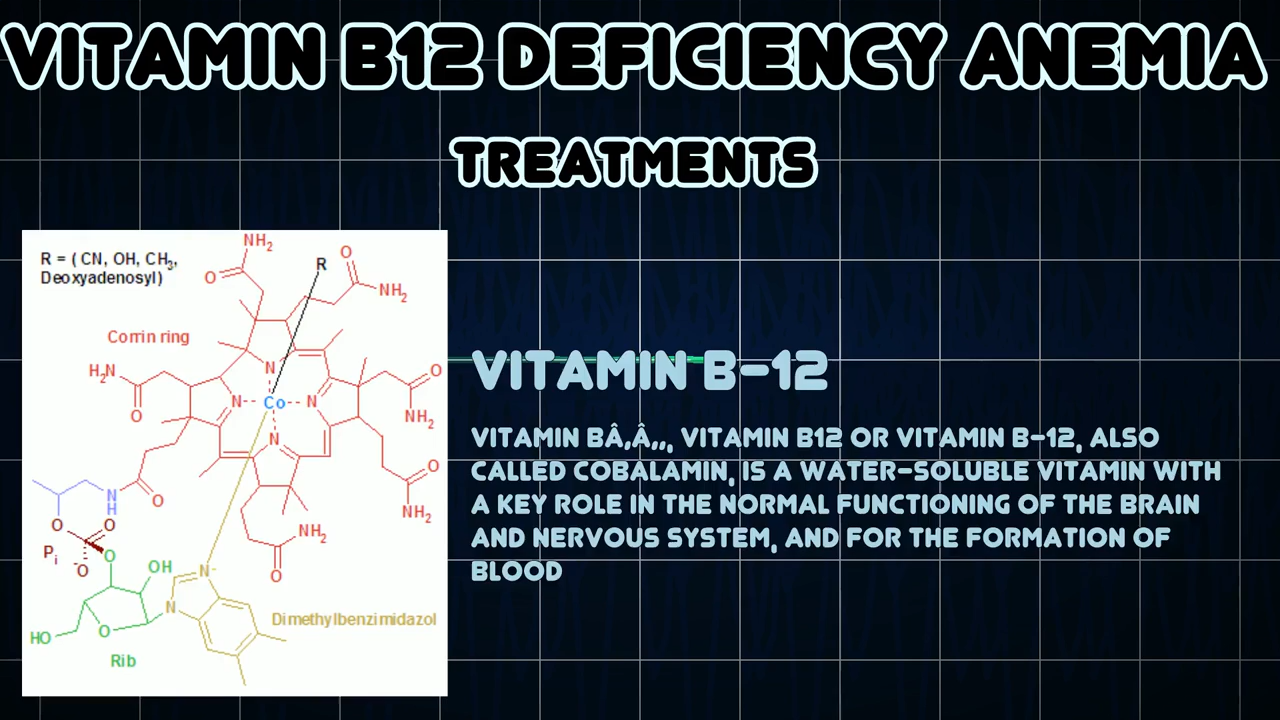 VITAMIN B12 DEFICIENCY ANEMIA
TREATMENTS
R = ( CN, OH, CH₃,
Deoxyadenosyl)
NH₂
R
O
O
NH₂
Corrin ring
H₂N
N
O
O
N
Co
N
NH₂
N
O
O
N
H
NH₂
O
O
P i
-O
O
NH₂
O
OH
N-
N
HO
O
Dimethylbenzimidazol
Rib
VITAMIN B-12
VITAMIN BÂ‚Â„„, VITAMIN B12 OR VITAMIN B-12, ALSO
CALLED COBALAMIN, IS A WATER-SOLUBLE VITAMIN WITH
A KEY ROLE IN THE NORMAL FUNCTIONING OF THE BRAIN
AND NERVOUS SYSTEM, AND FOR THE FORMATION OF
BLOOD